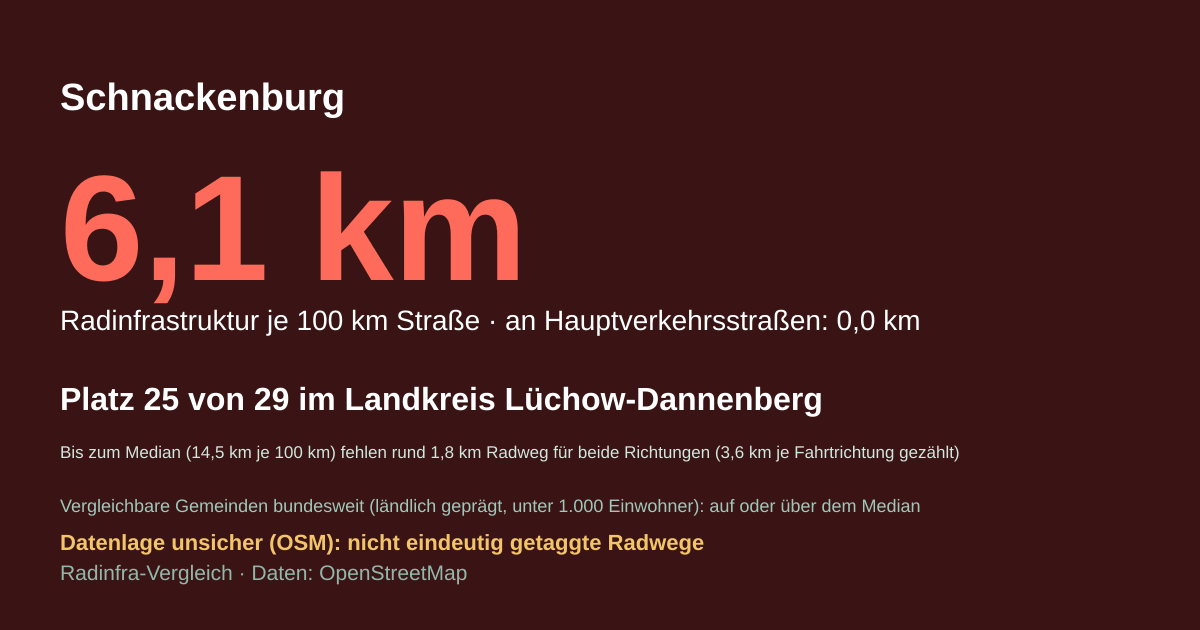 Schnackenburg
6,1 km
Radinfrastruktur je 100 km Straße · an Hauptverkehrsstraßen: 0,0 km
Platz 25 von 29 im Landkreis Lüchow-Dannenberg
Bis zum Median (14,5 km je 100 km) fehlen rund 1,8 km Radweg für beide Richtungen (3,6 km je Fahrtrichtung gezählt)
Vergleichbare Gemeinden bundesweit (ländlich geprägt, unter 1.000 Einwohner): auf oder über dem Median
Datenlage unsicher (OSM): nicht eindeutig getaggte Radwege
Radinfra-Vergleich · Daten: OpenStreetMap